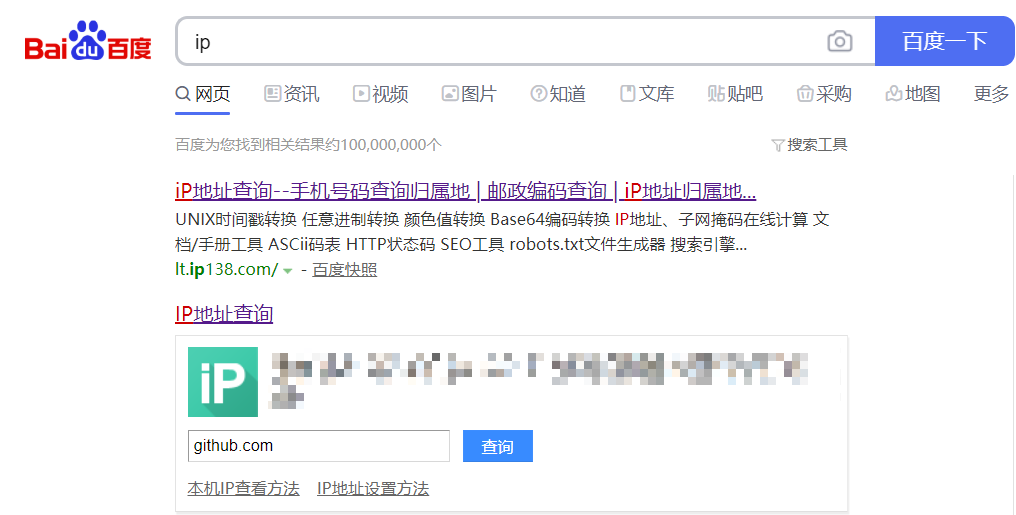 Bai du 百度
ip
百度一下
网页 资讯 视频 图片 知道 文库 贴吧 采购 地图 更多
百度为您找到相关结果约100,000,000个 搜索工具
iP地址查询--手机号码查询归属地 | 邮政编码查询 | iP地址归属地...
UNIX时间戳转换 任意进制转换 颜色值转换 Base64编码转换 IP地址、子网掩码在线计算 文
档/手册工具 ASCii码表 HTTP状态码 SEO工具 robots.txt文件生成器 搜索引擎...
lt.ip138.com/ - 百度快照
IP地址查询
iP
github.com 查询
本机IP查看方法 IP地址设置方法